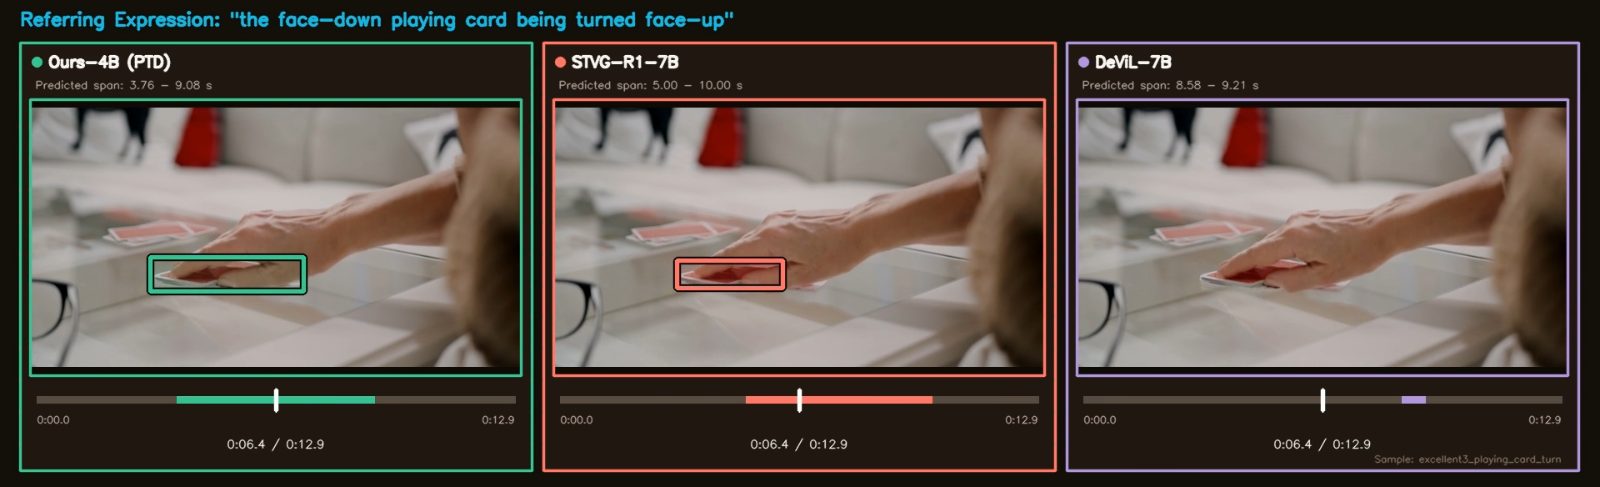 Referring Expression: "the face-down playing card being turned face-up"
Ours-4B (PTD)
Predicted span: 3.76 - 9.08 s
0:00.0
0:12.9
0:06.4 / 0:12.9
STVG-R1-7B
Predicted span: 5.00 - 10.00 s
0:00.0
0:12.9
0:06.4 / 0:12.9
DeViL-7B
Predicted span: 8.58 - 9.21 s
0:00.0
0:12.9
0:06.4 / 0:12.9
Sample: excellent3_playing_card_turn